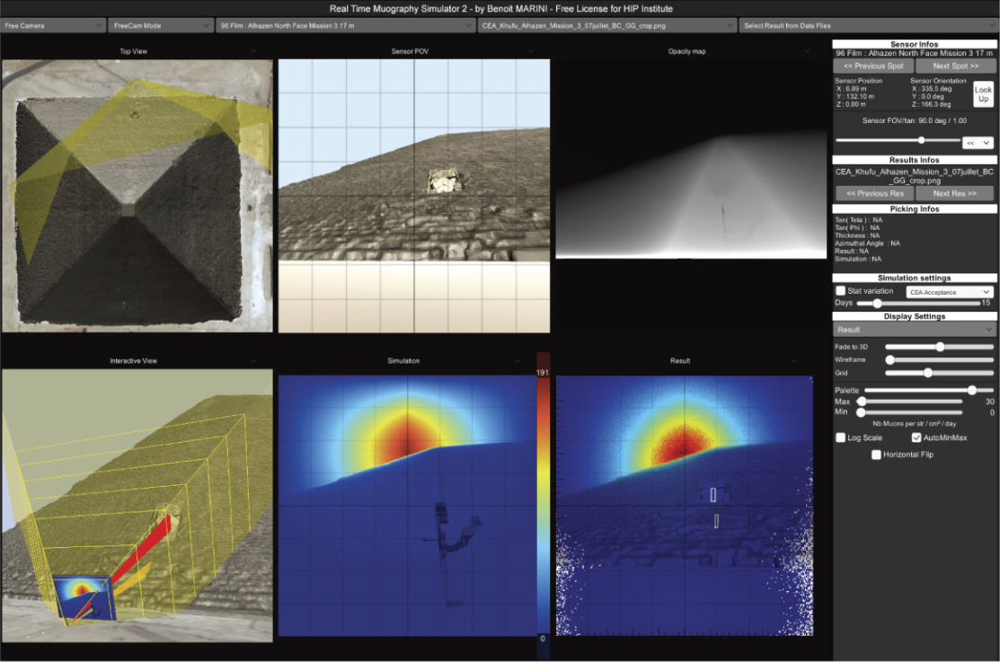 Real Time Muography Simulator 2 - by Benoit MARINI - Free License for HIP Institute
Free Camera
FreeCam Mode
96 Film : Alhazen North Face Mission 3 17 m
CEA_Khufu_Alhazen_Mission_3_07juillet_BC_GG_crop.png
Select Result from Data Files
Top View
Sensor POV
Opacity map
Interactive View
Simulation
191
0
Result
Sensor Infos
96 Film : Alhazen North Face Mission 3 17 m
<< Previous Spot
Next Spot >>
Sensor Position
X : 6.89 m
Y : 132.10 m
Z : 0.00 m
Sensor Orientation
X : 335.5 deg
Y : 0.0 deg
Z : 166.3 deg
Look
Up
Sensor FOV/tan: 90.0 deg / 1.00
<<
Results Infos
CEA_Khufu_Alhazen_Mission_3_07juillet_BC
_GG_crop.png
<< Previous Res
Next Res >>
Picking Infos
Tan( Teta ) : NA
Tan( Phi ) : NA
Thickness : NA
Azimuthal Angle : NA
Result : NA
Simulation : NA
Simulation settings
Stat variation
CEA Acceptance
Days
15
Display Settings
Result
Fade to 3D
Wireframe
Grid
Palette
Max
30
Min
0
Nb Muons per str / cm² / day
Log Scale
AutoMinMax
Horizontal Flip